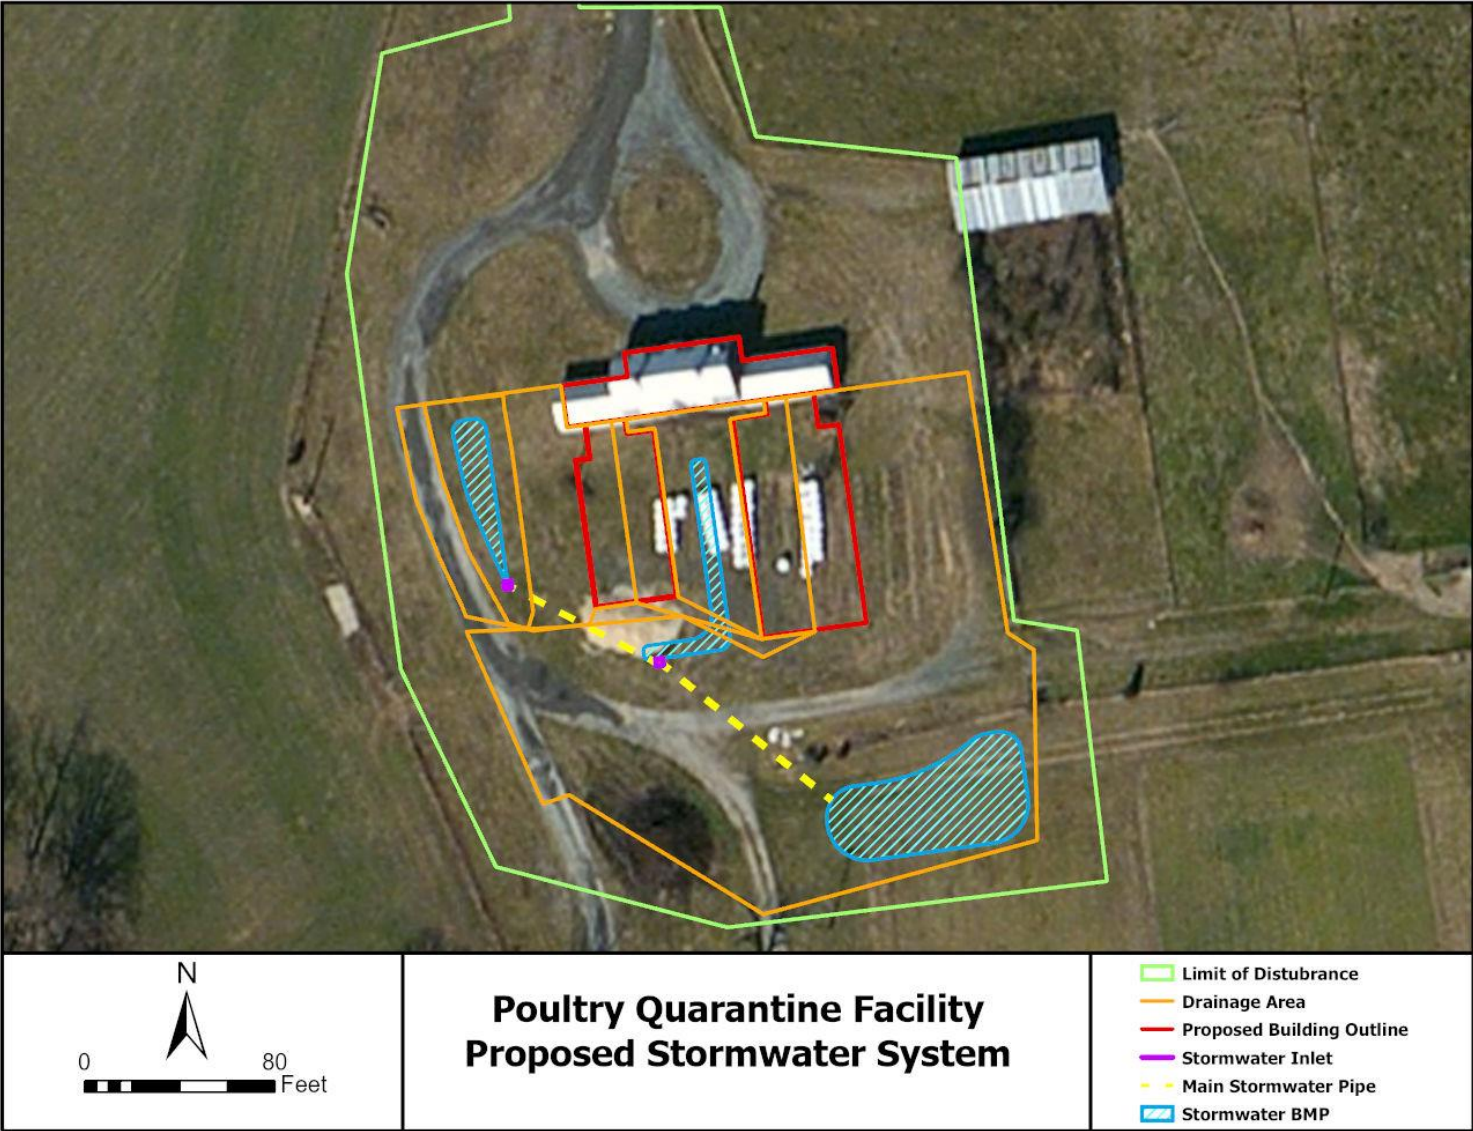 N
0 80
Feet
Poultry Quarantine Facility
Proposed Stormwater System
Limit of Distubrance
Drainage Area
Proposed Building Outline
Stormwater Inlet
Main Stormwater Pipe
Stormwater BMP